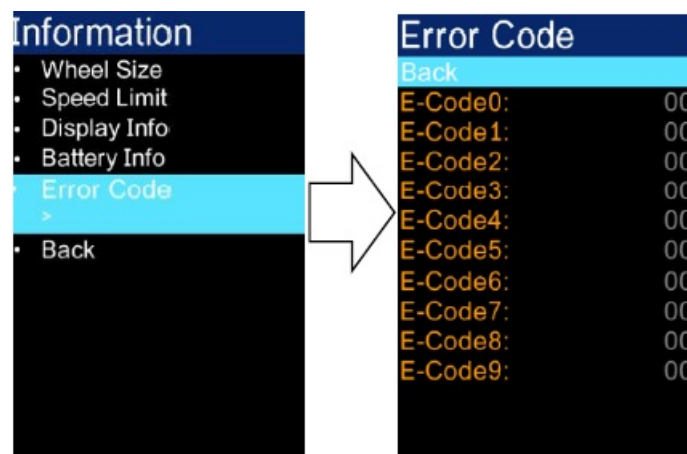 Information
• Wheel Size
• Speed Limit
• Display Info
• Battery Info
• Error Code
>
• Back
Error Code
Back
E-Code0: 00
E-Code1: 00
E-Code2: 00
E-Code3: 00
E-Code4: 00
E-Code5: 00
E-Code6: 00
E-Code7: 00
E-Code8: 00
E-Code9: 00